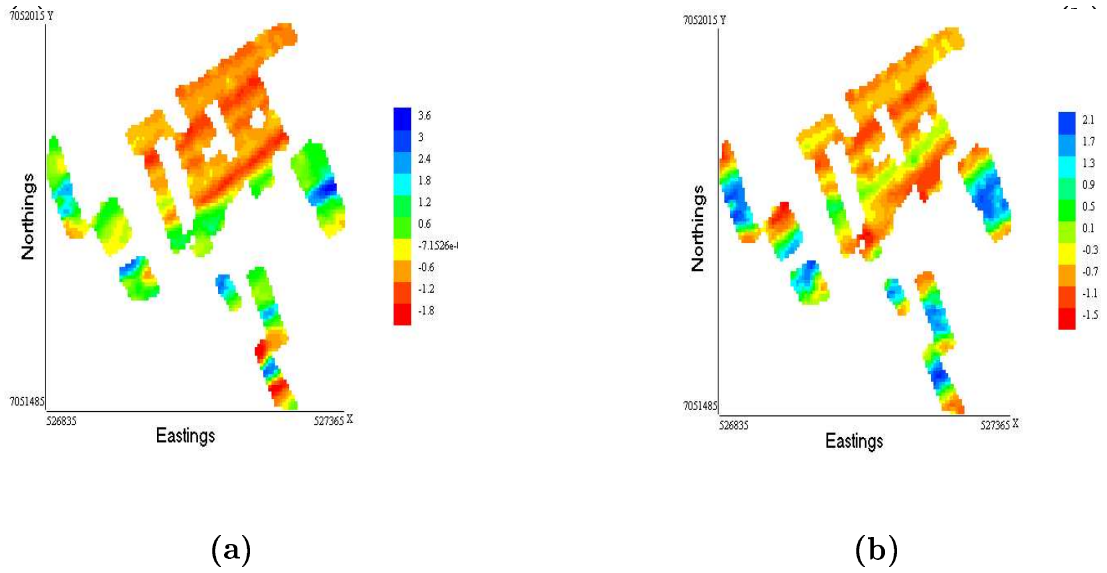 7052015 Y
3.6
3
2.4
1.8
1.2
0.6
-7.1526e-
-0.6
-1.2
-1.8
Northings
7051485
526835
527365 X
Eastings
(a)
7052015 Y
2.1
1.7
1.3
0.9
0.5
0.1
-0.3
-0.7
-1.1
-1.5
Northings
7051485
526835
527365 X
Eastings
(b)